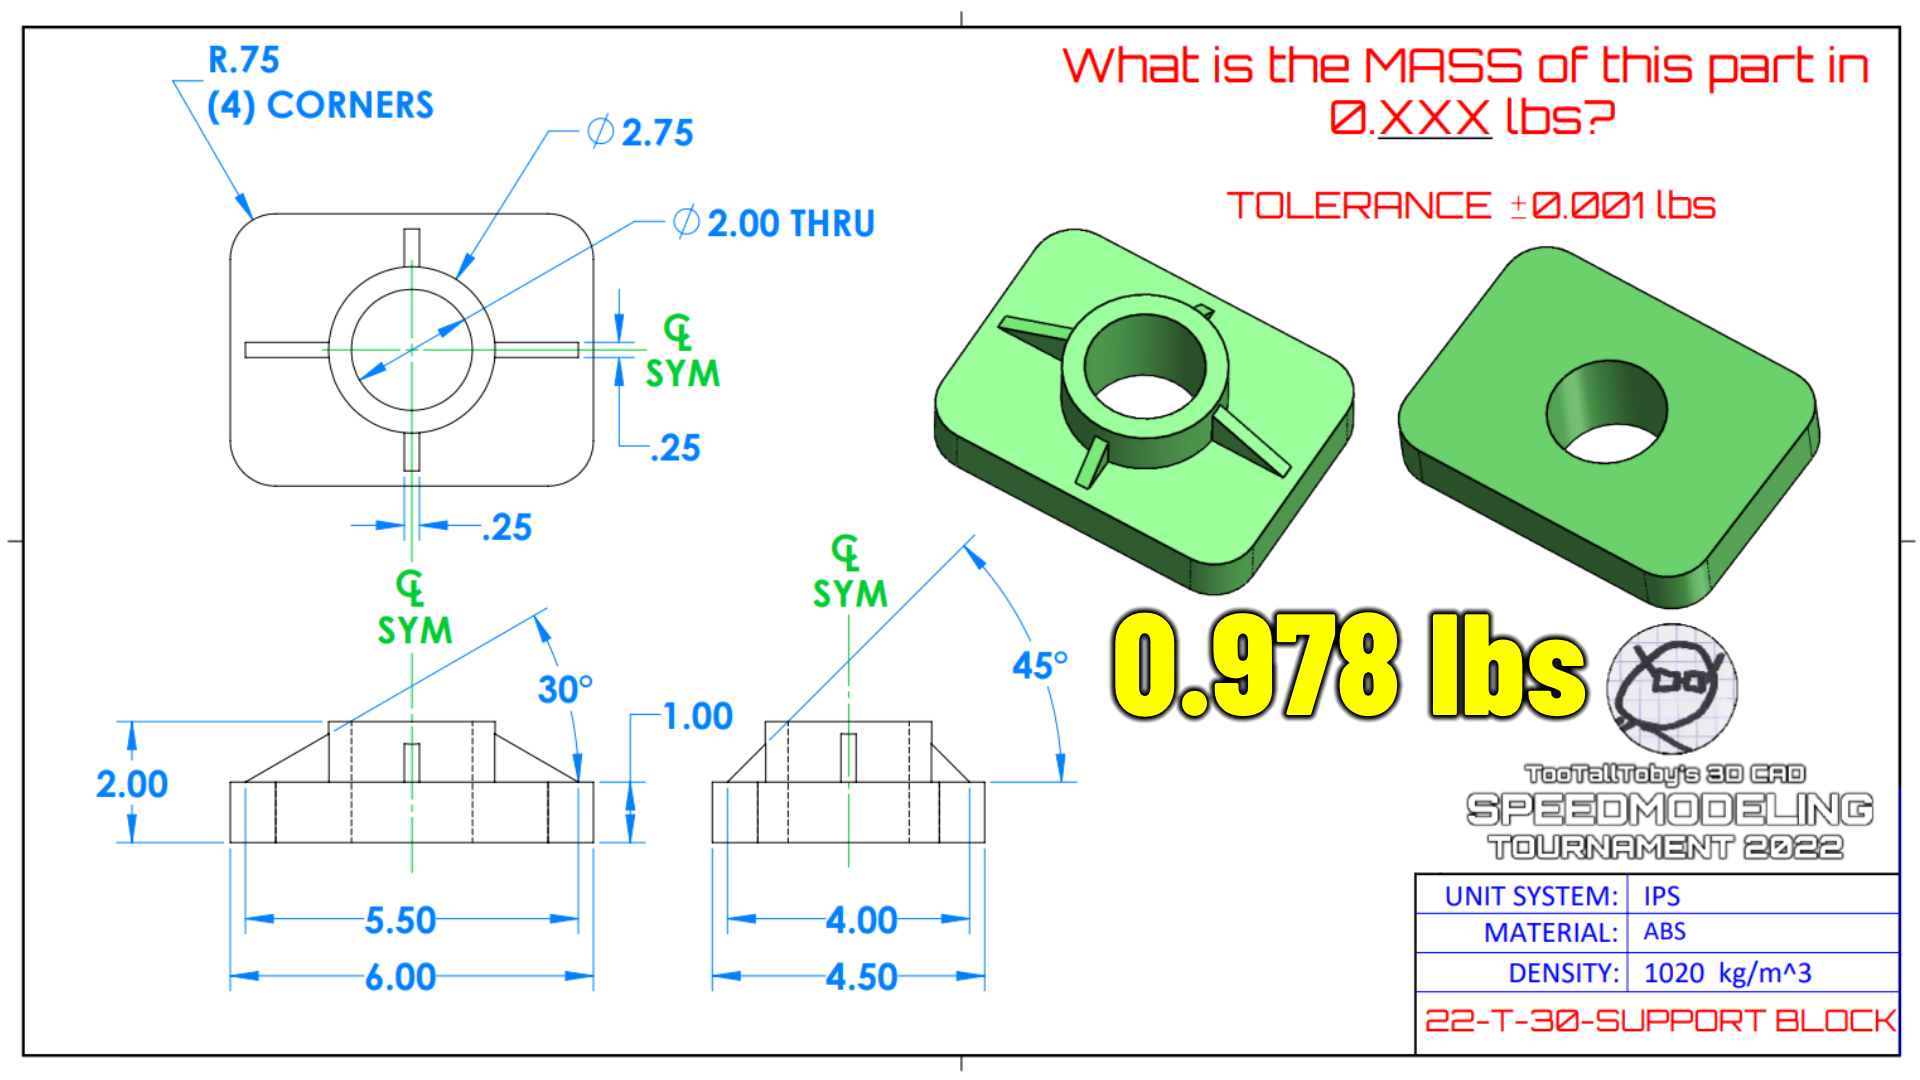 R.75
(4) CORNERS
What is the MASS of this part in
0.XXX lbs?
∅ 2.75
TOLERANCE ±0.001 lbs
∅ 2.00 THRU
℄
SYM
.25
.25
℄
SYM
℄
SYM
30°
45°
0.978 lbs
1.00
2.00
5.50
6.00
4.00
4.50
TooTallToby's 3D CAD
SPEEDMODELING
TOURNAMENT 2022
UNIT SYSTEM: IPS
MATERIAL: ABS
DENSITY: 1020 kg/m^3
22-T-30-SUPPORT BLOCK